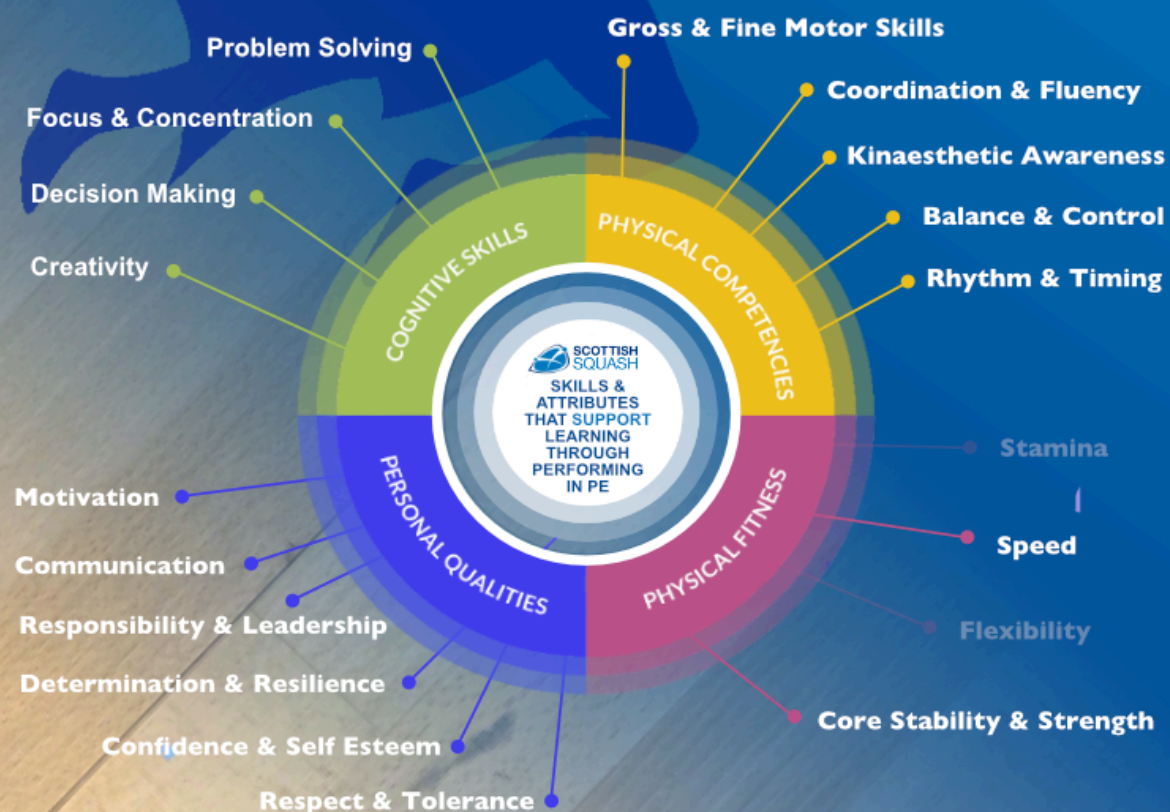 Problem Solving
Focus & Concentration
Decision Making
Creativity
Gross & Fine Motor Skills
Coordination & Fluency
Kinaesthetic Awareness
Balance & Control
Rhythm & Timing
COGNITIVE SKILLS
PHYSICAL COMPETENCIES
SCOTTISH
SQUASH
SKILLS &
ATTRIBUTES
THAT SUPPORT
LEARNING
THROUGH
PERFORMING
IN PE
PERSONAL QUALITIES
PHYSICAL FITNESS
Motivation
Communication
Responsibility & Leadership
Determination & Resilience
Confidence & Self Esteem
Respect & Tolerance
Stamina
Speed
Flexibility
Core Stability & Strength